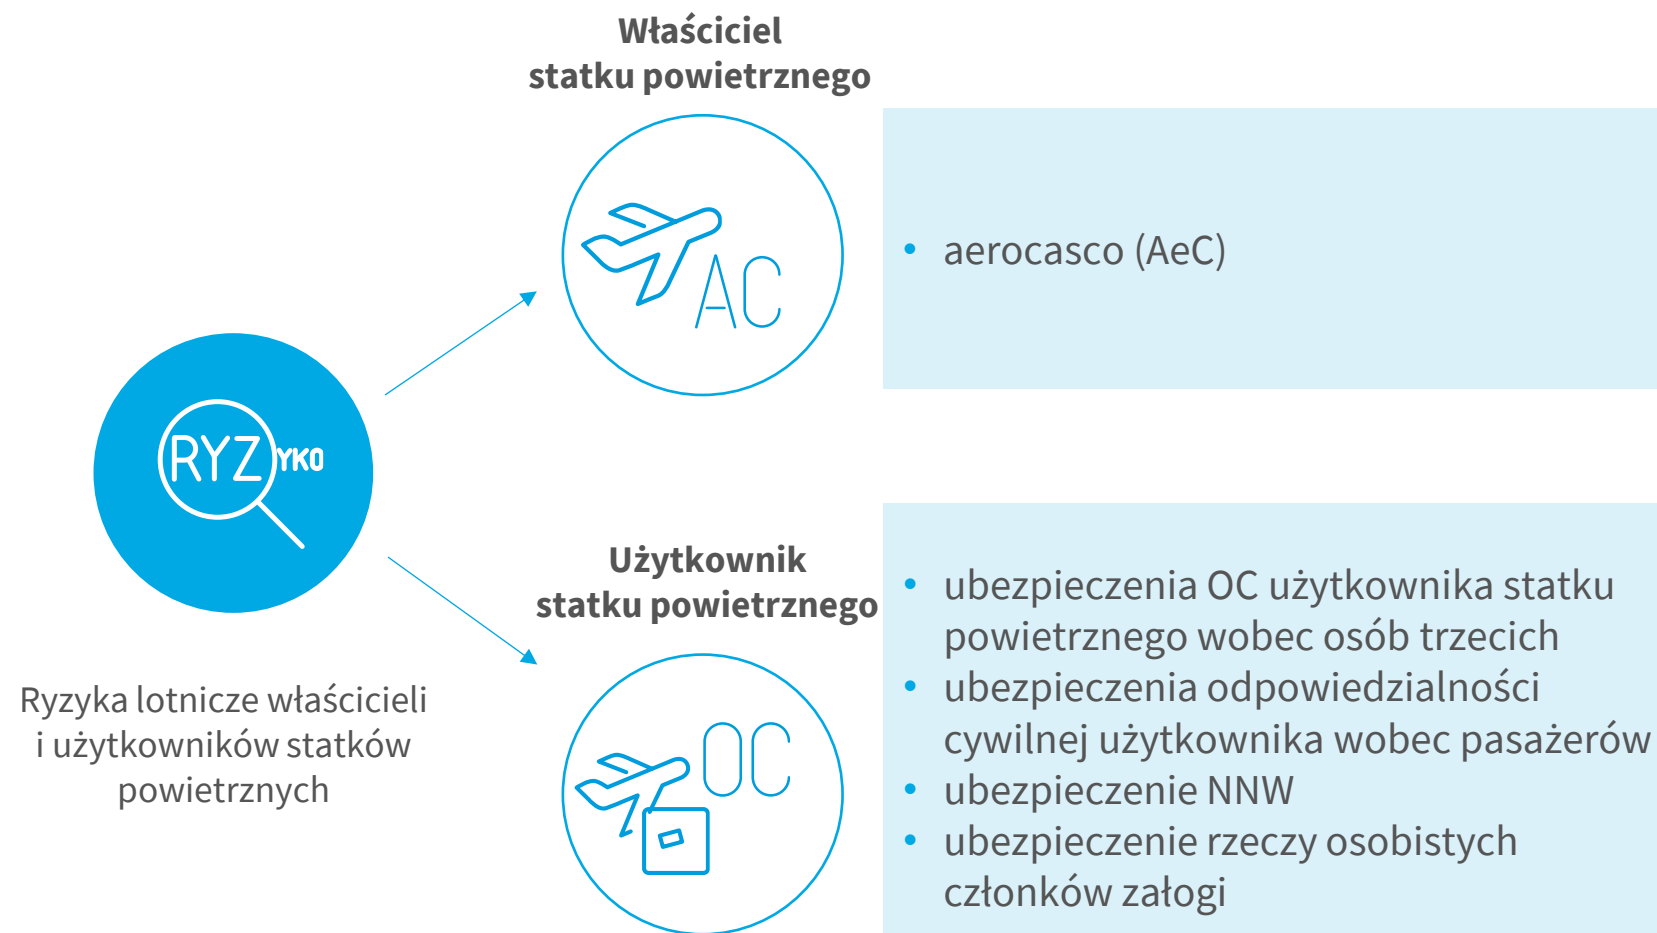 Właściciel
statku powietrznego
AC
• aerocasco (AeC)
RYZYKO
Ryzyka lotnicze właścicieli
i użytkowników statków
powietrznych
Użytkownik
statku powietrznego
OC
• ubezpieczenia OC użytkownika statku
powietrznego wobec osób trzecich
• ubezpieczenia odpowiedzialności
cywilnej użytkownika wobec pasażerów
• ubezpieczenie NNW
• ubezpieczenie rzeczy osobistych
członków załogi